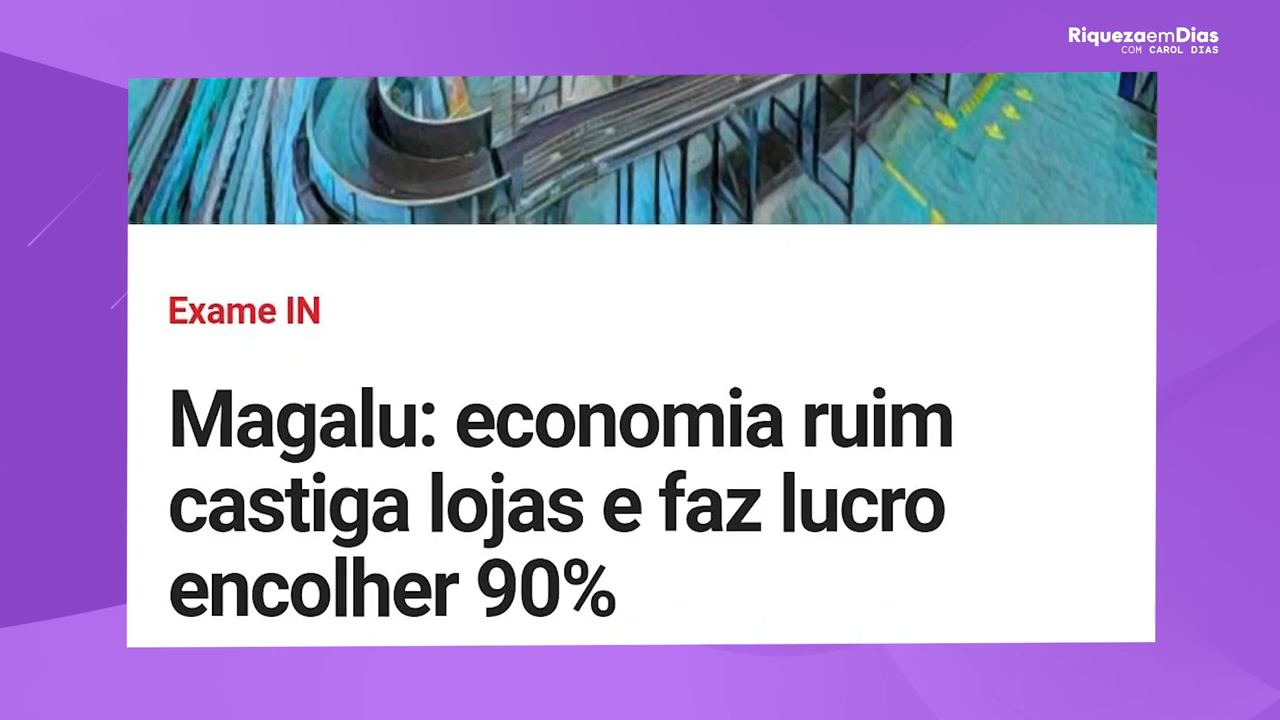 RiquezaemDias
COM CAROL DIAS
Exame IN
Magalu: economia ruim
castiga lojas e faz lucro
encolher 90%